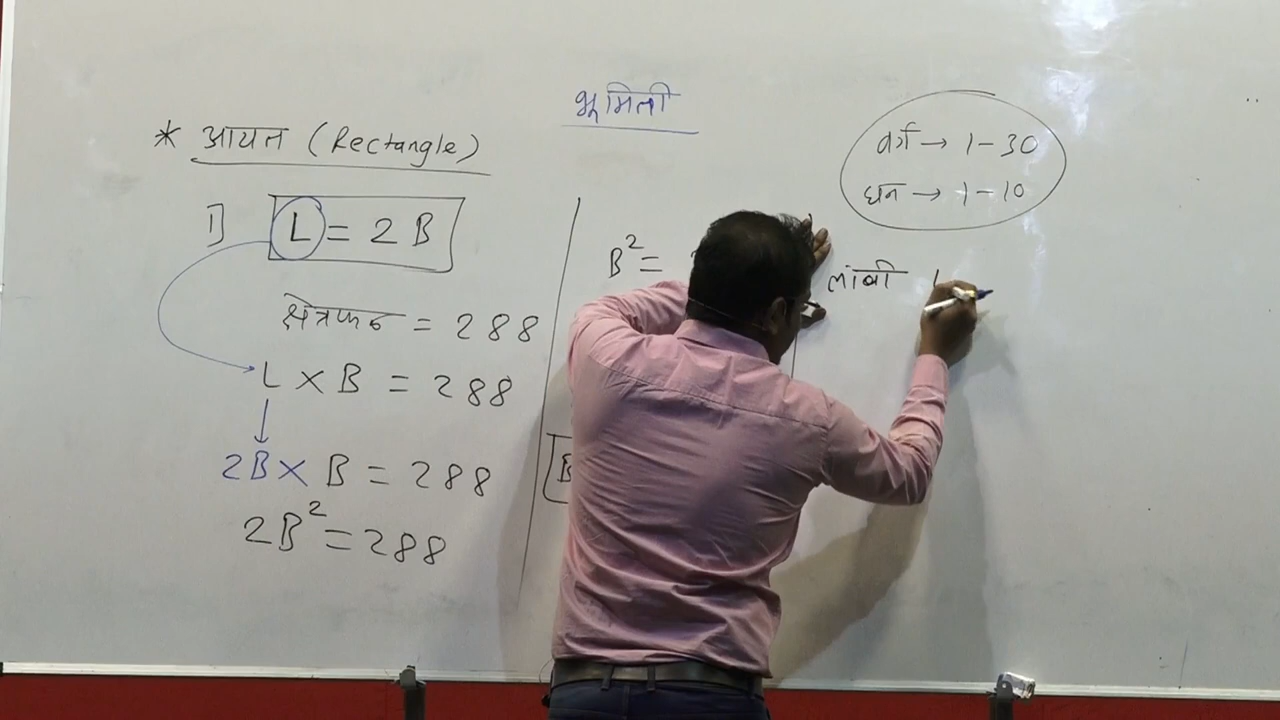 भूमिती
* आयत (Rectangle)
1] L = 2B
क्षेत्रफळ = 288
L × B = 288
2B × B = 288
2B² = 288
B² =
B
लांबी
वर्ग → 1-30
घन → 1-10